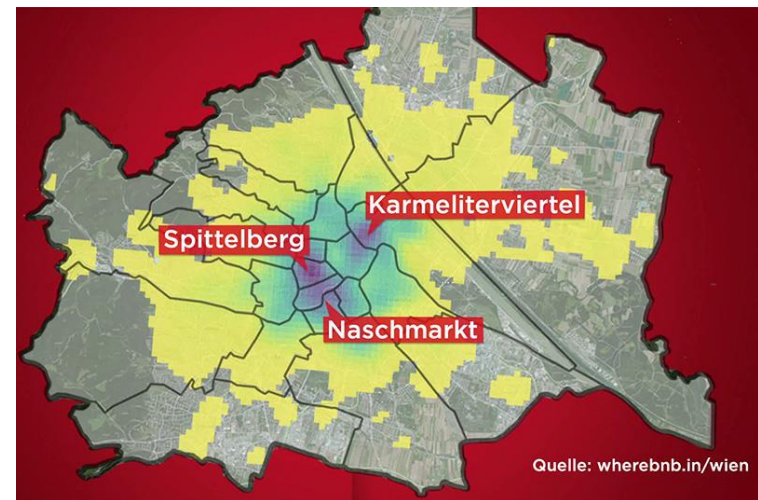 Karmeliterviertel
Spittelberg
Naschmarkt
Quelle: wherebnb.in/wien